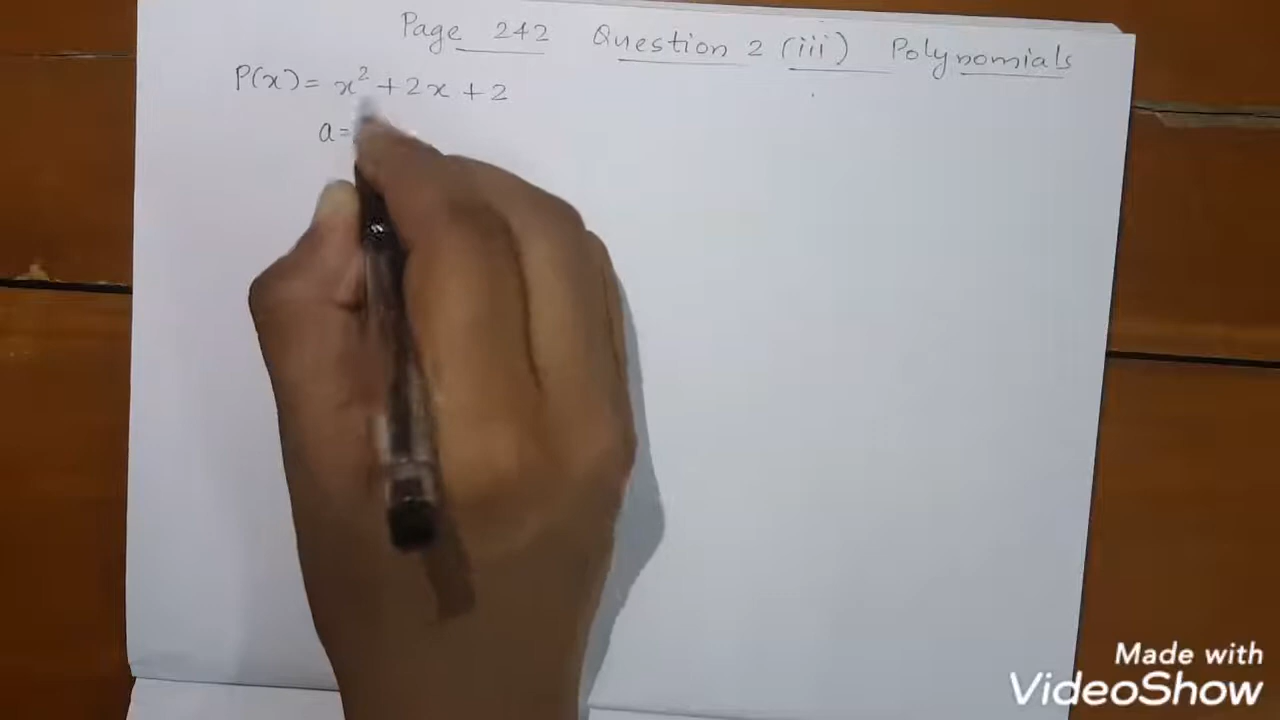 Page 242 Question 2 (iii) Polynomials
P(x) = x² + 2x + 2
a =
Made with
VideoShow